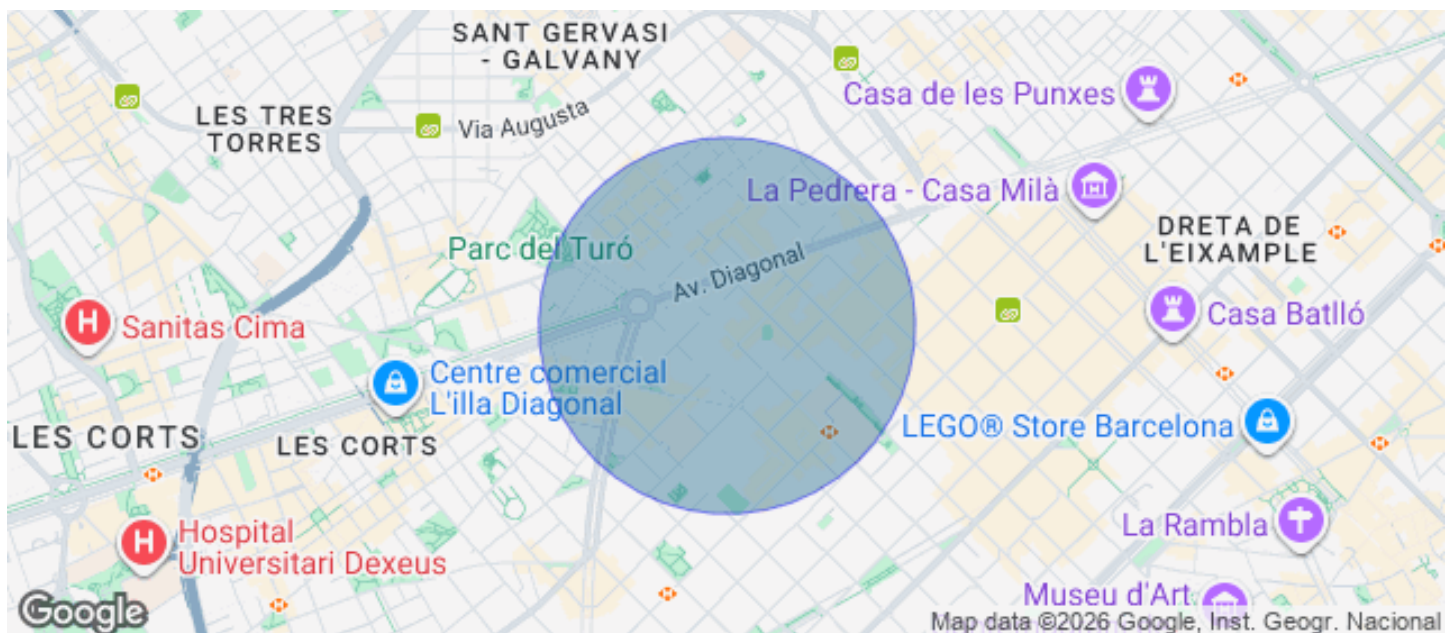 SANT GERVASI
- GALVANY
LES TRES
TORRES
Via Augusta
Casa de les Punxes
La Pedrera - Casa Milà
DRETA DE
L'EIXAMPLE
Parc del Turó
Av. Diagonal
Sanitas Cima
Casa Batlló
Centre comercial
L'illa Diagonal
LES CORTS
LES CORTS
LEGO® Store Barcelona
La Rambla
Hospital
Universitari Dexeus
Museu d'Art
Google
Map data ©2026 Google, Inst. Geogr. Nacional